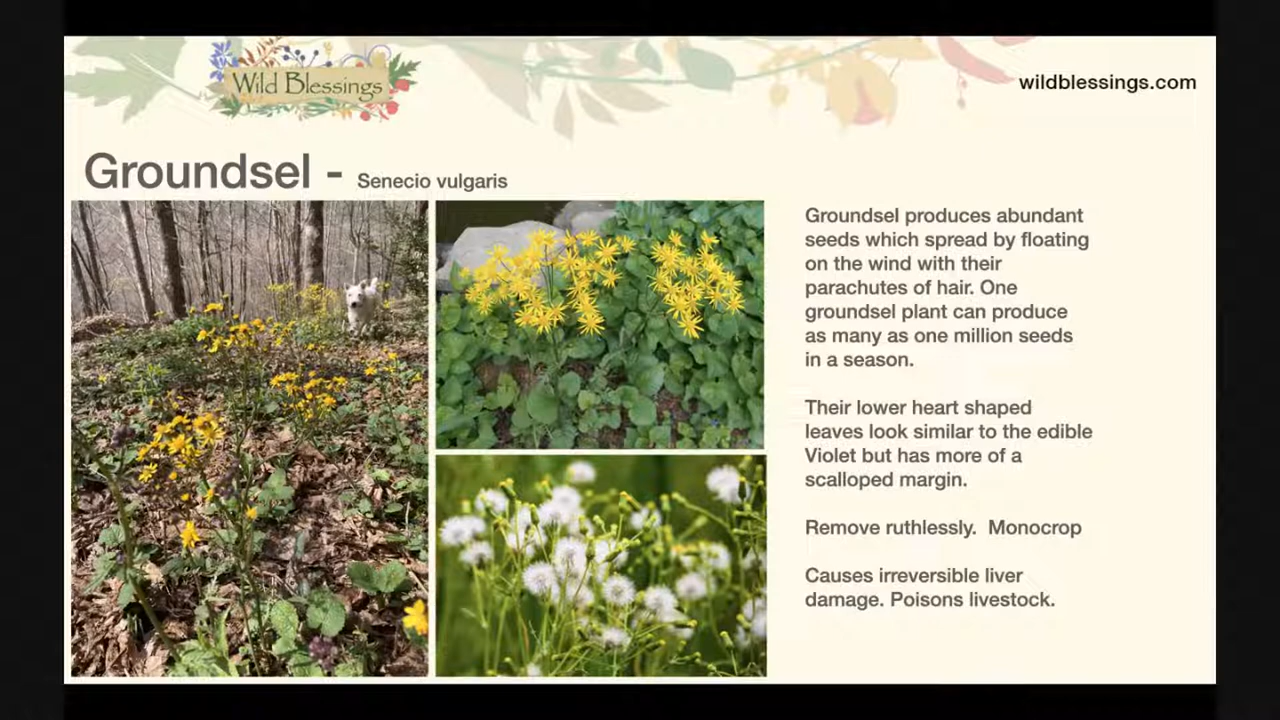 Wild Blessings
wildblessings.com
Groundsel - Senecio vulgaris
Groundsel produces abundant
seeds which spread by floating
on the wind with their
parachutes of hair. One
groundsel plant can produce
as many as one million seeds
in a season.
Their lower heart shaped
leaves look similar to the edible
Violet but has more of a
scalloped margin.
Remove ruthlessly.  Monocrop
Causes irreversible liver
damage. Poisons livestock.